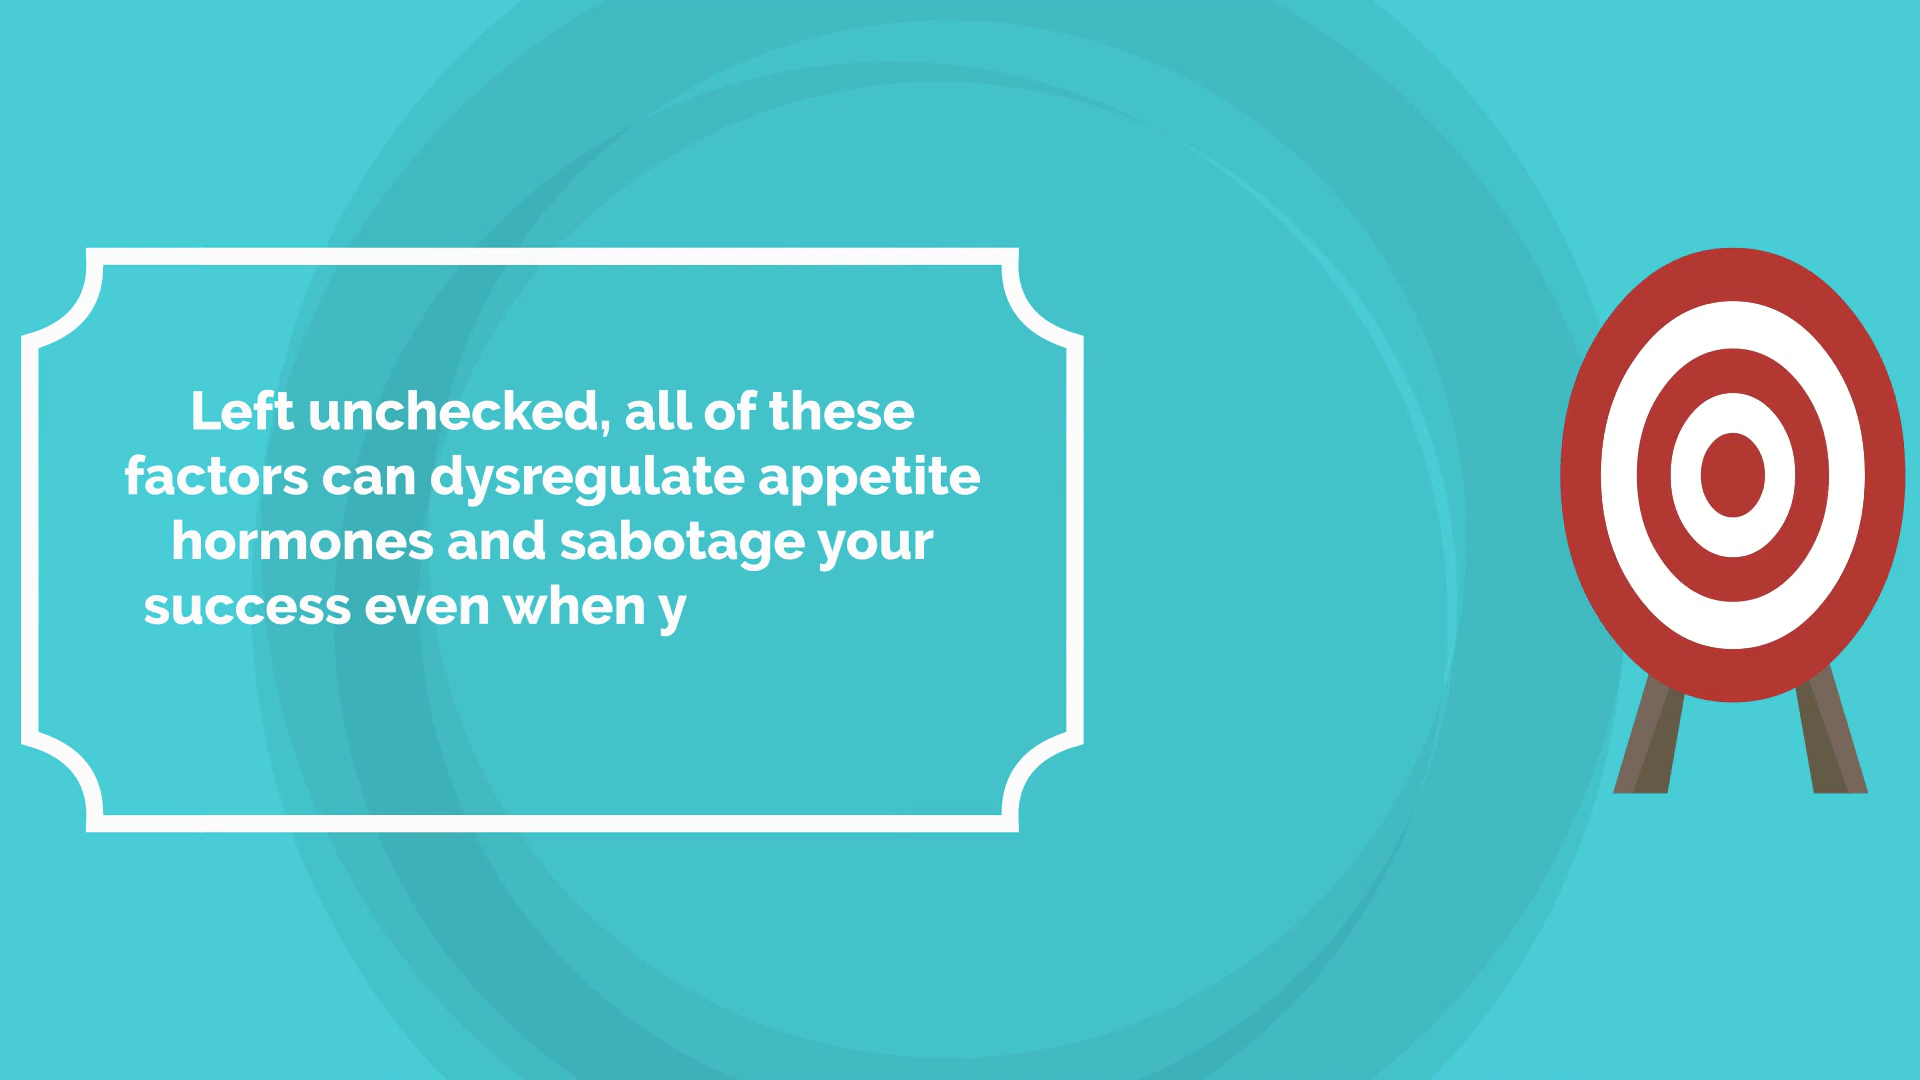 Left unchecked, all of these
factors can dysregulate appetite
hormones and sabotage your
success even when y